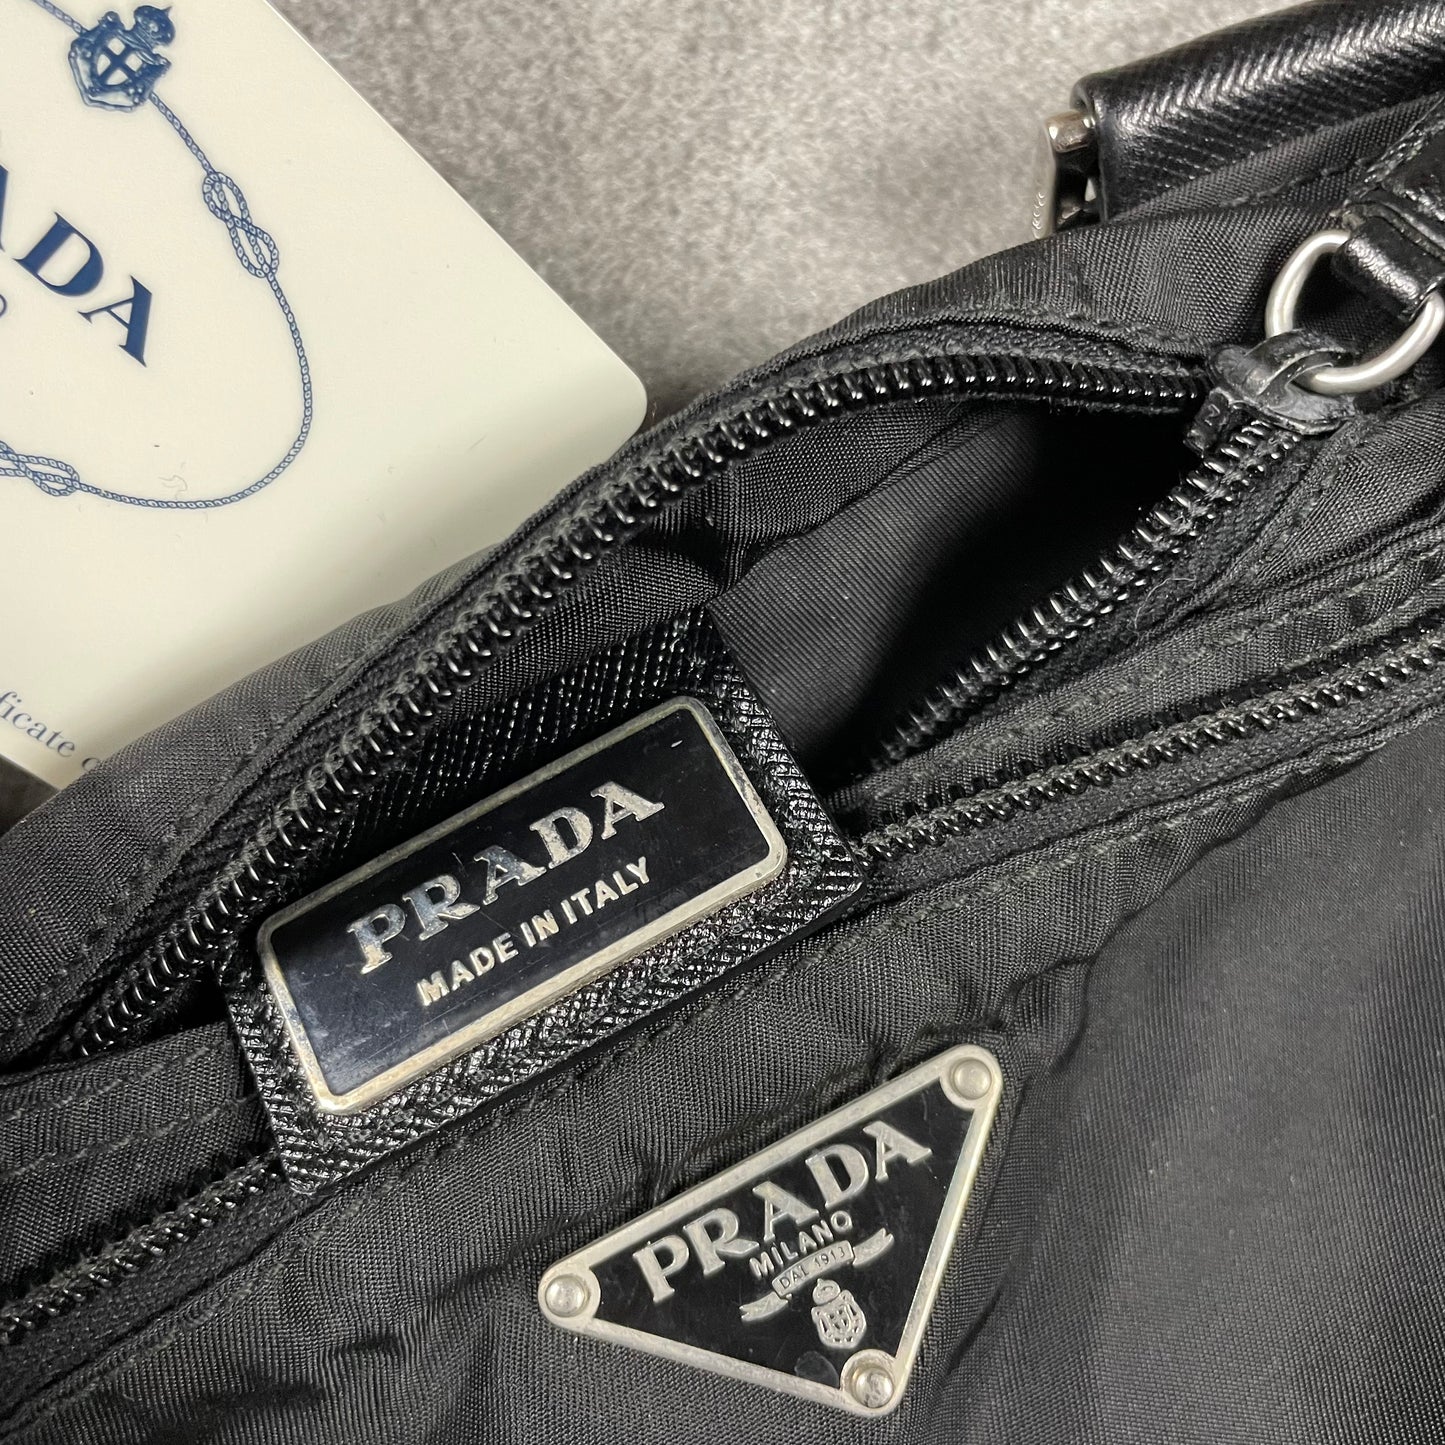 ADA
O
ficate
PRADA
MADE IN ITALY
PRADA
MILANO
DAL 1913